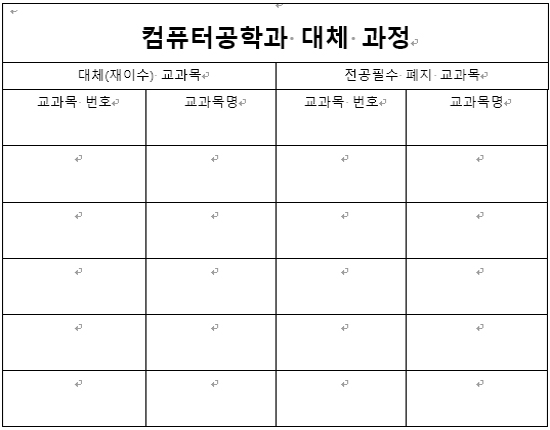 컴퓨터공학과 대체 과정
대체(재이수) 교과목 전공필수 폐지 교과목
교과목 번호 교과목명 교과목 번호 교과목명